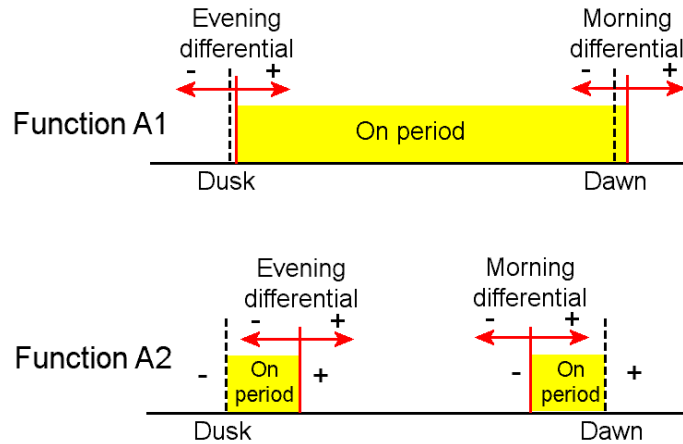 Evening
differential
- +
Morning
differential
- +
Function A1
On period
Dusk
Dawn
Evening
differential
- +
Morning
differential
- +
Function A2
- On
period +
- On
period +
Dusk
Dawn